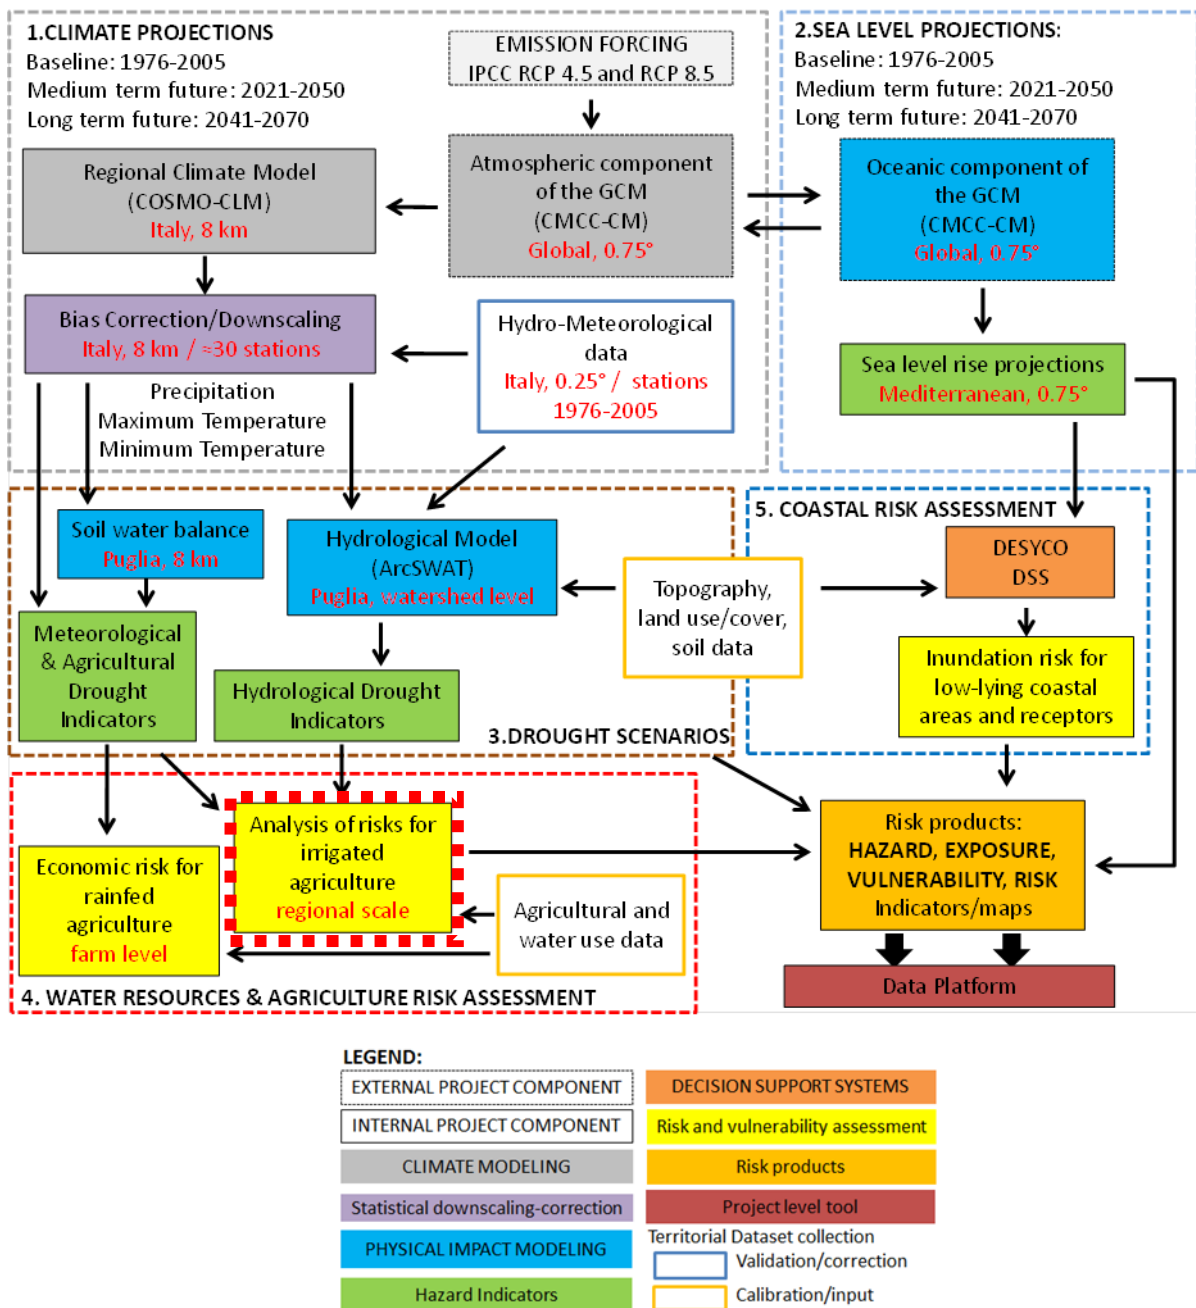 1.CLIMATE PROJECTIONS
Baseline: 1976-2005
Medium term future: 2021-2050
Long term future: 2041-2070
EMISSION FORCING
IPCC RCP 4.5 and RCP 8.5
2.SEA LEVEL PROJECTIONS:
Baseline: 1976-2005
Medium term future: 2021-2050
Long term future: 2041-2070
Regional Climate Model
(COSMO-CLM)
Italy, 8 km
Atmospheric component
of the GCM
(CMCC-CM)
Global, 0.75°
Oceanic component of
the GCM
(CMCC-CM)
Global, 0.75°
Bias Correction/Downscaling
Italy, 8 km / ≈30 stations
Hydro-Meteorological
data
Italy, 0.25° / stations
1976-2005
Sea level rise projections
Mediterranean, 0.75°
Precipitation
Maximum Temperature
Minimum Temperature
Soil water balance
Puglia, 8 km
Hydrological Model
(ArcSWAT)
Puglia, watershed level
Topography,
land use/cover,
soil data
5. COASTAL RISK ASSESSMENT
DESYCO
DSS
Meteorological
& Agricultural
Drought
Indicators
Hydrological Drought
Indicators
Inundation risk for
low-lying coastal
areas and receptors
3.DROUGHT SCENARIOS
Economic risk for
rainfed
agriculture
farm level
Analysis of risks for
irrigated
agriculture
regional scale
Agricultural and
water use data
Risk products:
HAZARD, EXPOSURE,
VULNERABILITY, RISK
Indicators/maps
Data Platform
4. WATER RESOURCES & AGRICULTURE RISK ASSESSMENT
LEGEND:
EXTERNAL PROJECT COMPONENT
INTERNAL PROJECT COMPONENT
CLIMATE MODELING
Statistical downscaling-correction
PHYSICAL IMPACT MODELING
Hazard Indicators
DECISION SUPPORT SYSTEMS
Risk and vulnerability assessment
Risk products
Project level tool
Territorial Dataset collection
Validation/correction
Calibration/input